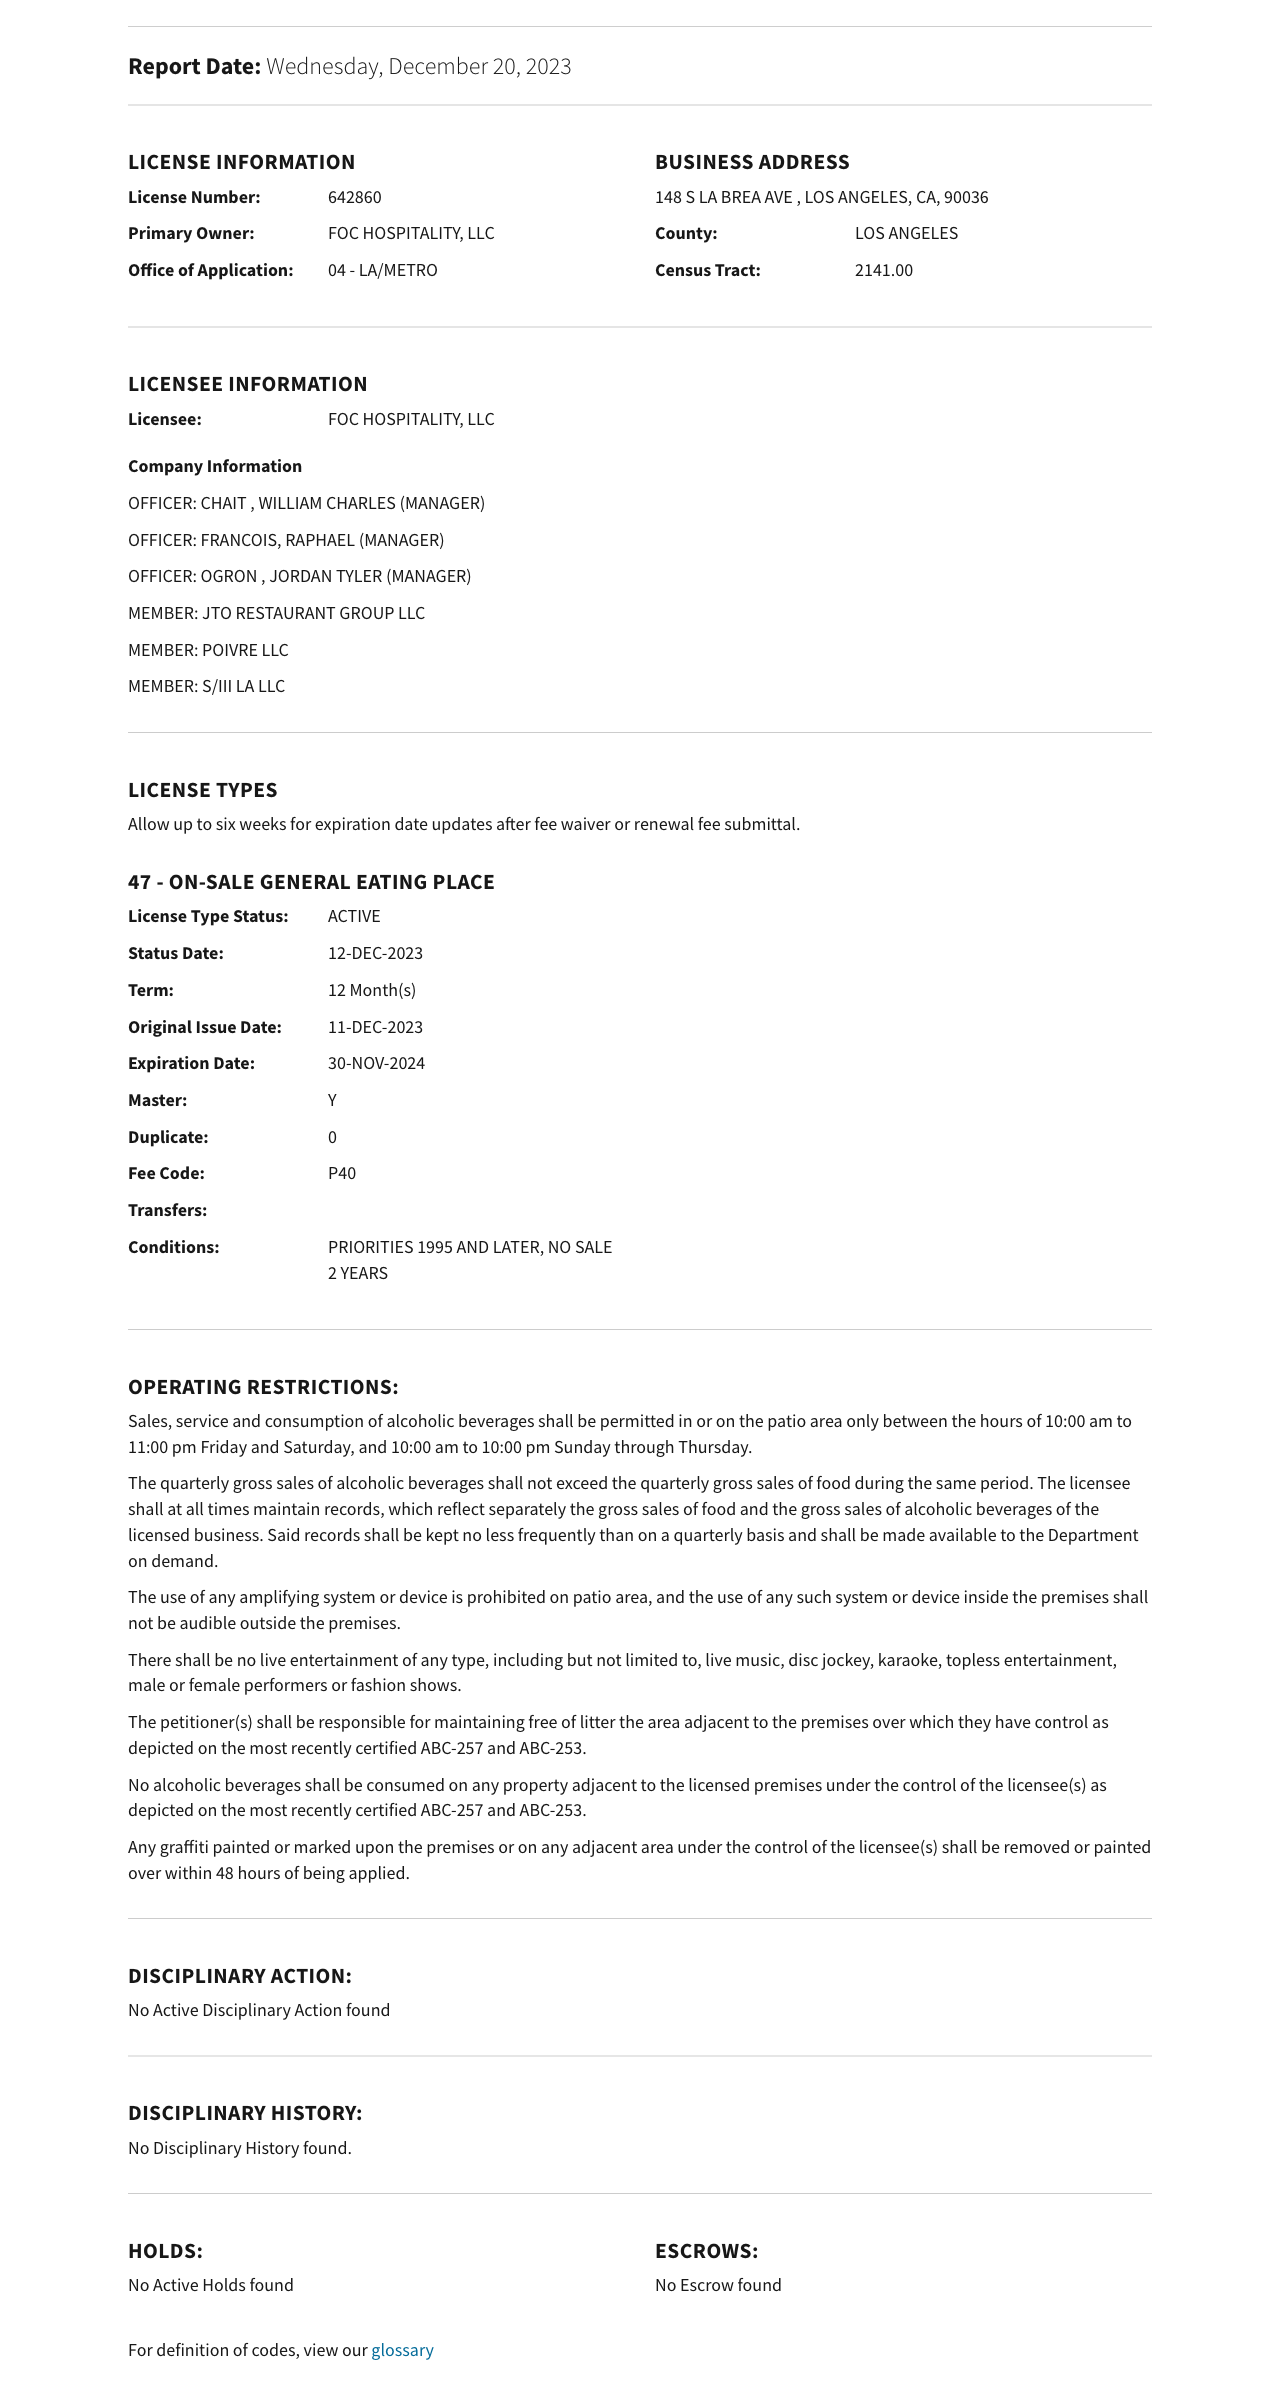 Report Date: Wednesday, December 20, 2023
LICENSE INFORMATION
License Number: 642860
Primary Owner: FOC HOSPITALITY, LLC
Office of Application: 04 - LA/METRO
BUSINESS ADDRESS
148 S LA BREA AVE , LOS ANGELES, CA, 90036
County: LOS ANGELES
Census Tract: 2141.00
LICENSEE INFORMATION
Licensee: FOC HOSPITALITY, LLC
Company Information
OFFICER: CHAIT , WILLIAM CHARLES (MANAGER)
OFFICER: FRANCOIS, RAPHAEL (MANAGER)
OFFICER: OGRON , JORDAN TYLER (MANAGER)
MEMBER: JTO RESTAURANT GROUP LLC
MEMBER: POIVRE LLC
MEMBER: S/III LA LLC
LICENSE TYPES
Allow up to six weeks for expiration date updates after fee waiver or renewal fee submittal.
47 - ON-SALE GENERAL EATING PLACE
License Type Status: ACTIVE
Status Date: 12-DEC-2023
Term: 12 Month(s)
Original Issue Date: 11-DEC-2023
Expiration Date: 30-NOV-2024
Master: Y
Duplicate: 0
Fee Code: P40
Transfers:
Conditions: PRIORITIES 1995 AND LATER, NO SALE
2 YEARS
OPERATING RESTRICTIONS:
Sales, service and consumption of alcoholic beverages shall be permitted in or on the patio area only between the hours of 10:00 am to
11:00 pm Friday and Saturday, and 10:00 am to 10:00 pm Sunday through Thursday.
The quarterly gross sales of alcoholic beverages shall not exceed the quarterly gross sales of food during the same period. The licensee
shall at all times maintain records, which reflect separately the gross sales of food and the gross sales of alcoholic beverages of the
licensed business. Said records shall be kept no less frequently than on a quarterly basis and shall be made available to the Department
on demand.
The use of any amplifying system or device is prohibited on patio area, and the use of any such system or device inside the premises shall
not be audible outside the premises.
There shall be no live entertainment of any type, including but not limited to, live music, disc jockey, karaoke, topless entertainment,
male or female performers or fashion shows.
The petitioner(s) shall be responsible for maintaining free of litter the area adjacent to the premises over which they have control as
depicted on the most recently certified ABC-257 and ABC-253.
No alcoholic beverages shall be consumed on any property adjacent to the licensed premises under the control of the licensee(s) as
depicted on the most recently certified ABC-257 and ABC-253.
Any graffiti painted or marked upon the premises or on any adjacent area under the control of the licensee(s) shall be removed or painted
over within 48 hours of being applied.
DISCIPLINARY ACTION:
No Active Disciplinary Action found
DISCIPLINARY HISTORY:
No Disciplinary History found.
HOLDS:
No Active Holds found
ESCROWS:
No Escrow found
For definition of codes, view our glossary